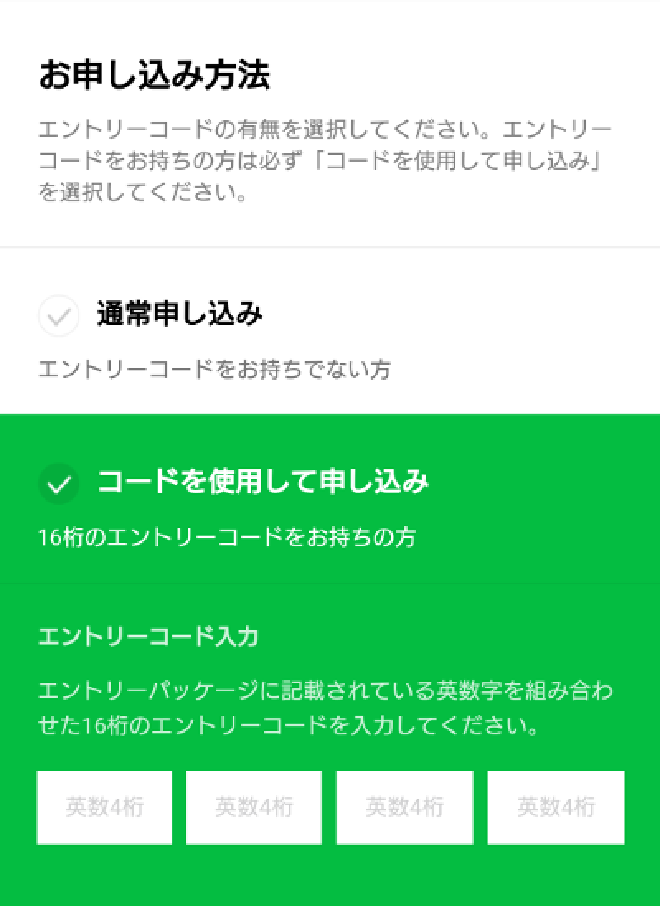 お申し込み方法
エントリーコードの有無を選択してください。エントリー
コードをお持ちの方は必ず「コードを使用して申し込み」
を選択してください。
通常申し込み
エントリーコードをお持ちでない方
コードを使用して申し込み
16桁のエントリーコードをお持ちの方
エントリーコード入力
エントリーパッケージに記載されている英数字を組み合わ
せた16桁のエントリーコードを入力してください。
英数4桁 英数4桁 英数4桁 英数4桁